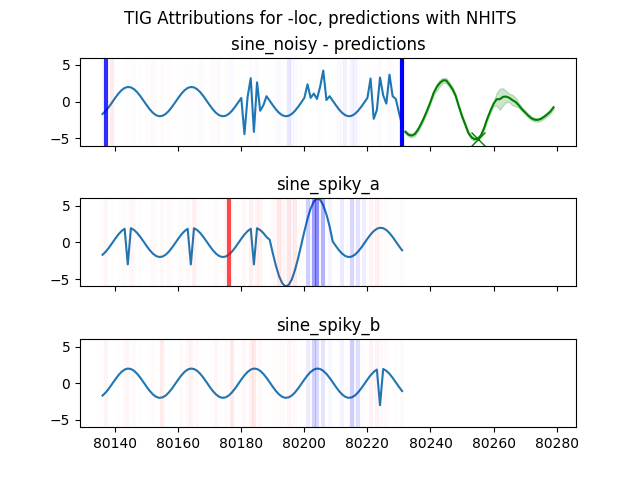 TIG Attributions for -loc, predictions with NHITS
sine_noisy - predictions
5
0
−5
sine_spiky_a
5
0
−5
sine_spiky_b
5
0
−5
80140 80160 80180 80200 80220 80240 80260 80280